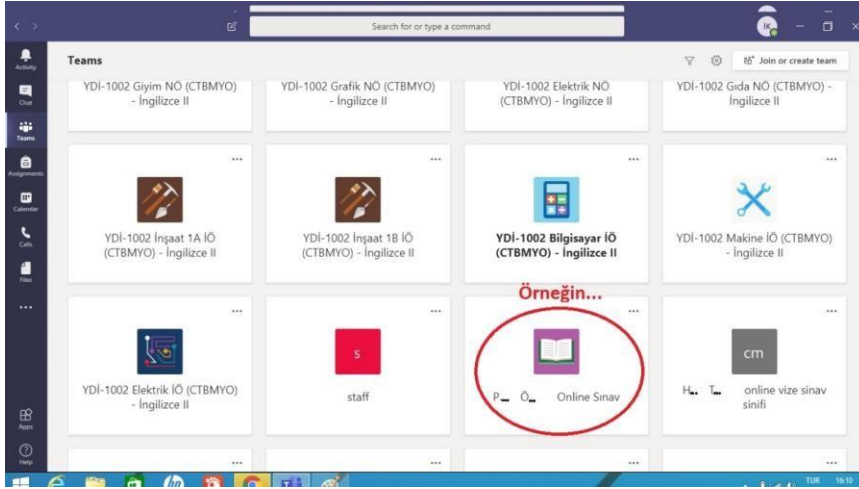 Search for or type a command
İK
Activity
Chat
Teams
Assignments
Calendar
Calls
Files
Apps
Help
Teams
Join or create team
YDİ-1002 Giyim NÖ (CTBMYO)
- İngilizce II
YDİ-1002 Grafik NÖ (CTBMYO)
- İngilizce II
YDİ-1002 Elektrik NÖ
(CTBMYO) - İngilizce II
YDİ-1002 Gıda NÖ (CTBMYO) -
İngilizce II
YDİ-1002 İnşaat 1A İÖ
(CTBMYO) - İngilizce II
YDİ-1002 İnşaat 1B İÖ
(CTBMYO) - İngilizce II
YDİ-1002 Bilgisayar İÖ
(CTBMYO) - İngilizce II
YDİ-1002 Makine İÖ (CTBMYO)
- İngilizce II
Örneğin...
YDİ-1002 Elektrik İÖ (CTBMYO)
- İngilizce II
s
staff
P... Ö... Online Sınav
cm
H... T... online vize sinav
sinifi
TUR 16:10